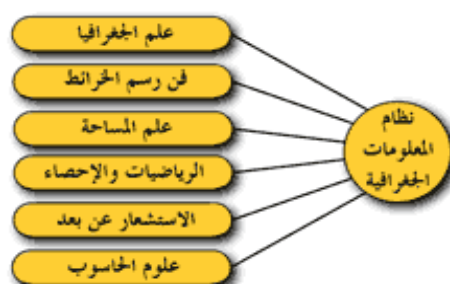 علم الجغرافيا
فن رسم الخرائط
علم المساحة
الرياضيات والإحصاء
الاستشعار عن بعد
علوم الحاسوب
نظام
المعلومات
الجغرافية